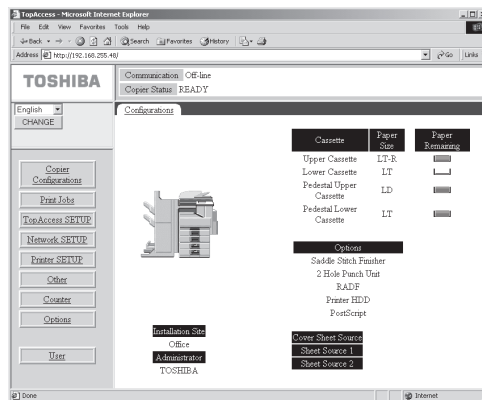 TopAccess - Microsoft Internet Explorer
File Edit View Favorites Tools Help
Back Search Favorites History
Address http://192.168.255.48/ Go Links
TOSHIBA
Communication Off-line
Copier Status READY
English
CHANGE
Configurations
Copier
Configurations
Print Jobs
TopAccess SETUP
Network SETUP
Printer SETUP
Other
Counter
Options
User
Cassette Paper Size Paper Remaining
Upper Cassette LT-R
Lower Cassette LT
Pedestal Upper Cassette LD
Pedestal Lower Cassette LT
Options
Saddle Stitch Finisher
2 Hole Punch Unit
RADF
Printer HDD
PostScript
Installation Site
Office
Administrator
TOSHIBA
Cover Sheet Source
Sheet Source 1
Sheet Source 2
Done Internet